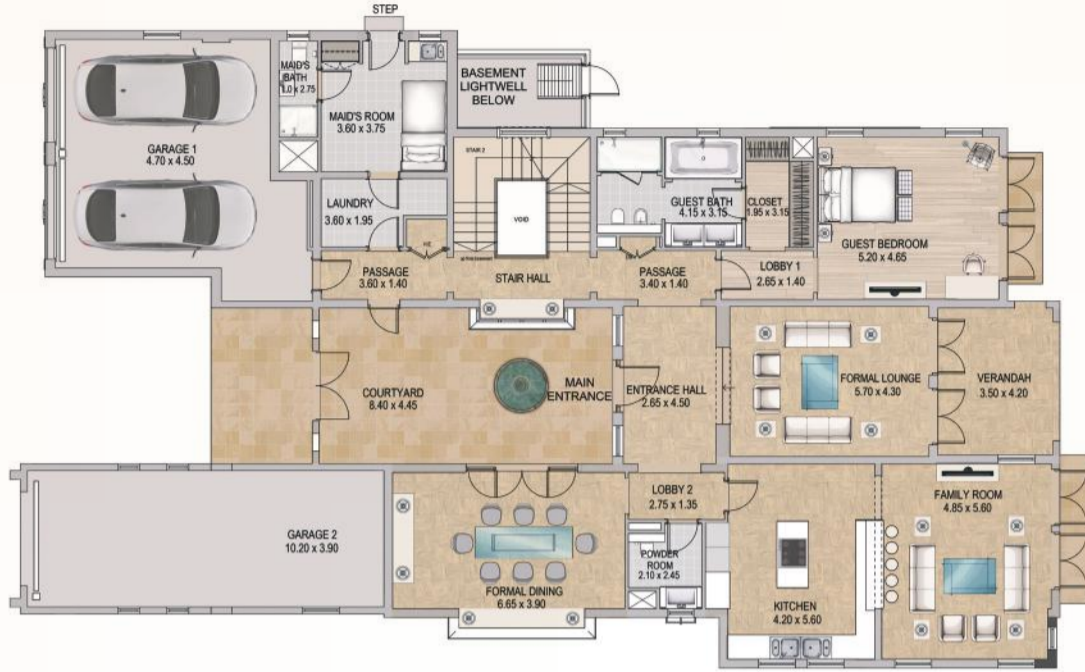 STEP
MAID'S
BATH
1.0 x 2.75
MAID'S ROOM
3.60 x 3.75
BASEMENT
LIGHTWELL
BELOW
GARAGE 1
4.70 x 4.50
STAIR 2
LAUNDRY
3.60 x 1.95
VOID
GUEST BATH
4.15 x 3.15
CLOSET
1.95 x 3.15
GUEST BEDROOM
5.20 x 4.65
PASSAGE
3.60 x 1.40
STAIR HALL
PASSAGE
3.40 x 1.40
LOBBY 1
2.65 x 1.40
COURTYARD
8.40 x 4.45
MAIN
ENTRANCE
ENTRANCE HALL
2.65 x 4.50
FORMAL LOUNGE
5.70 x 4.30
VERANDAH
3.50 x 4.20
GARAGE 2
10.20 x 3.90
FORMAL DINING
6.65 x 3.90
LOBBY 2
2.75 x 1.35
POWDER
ROOM
2.10 x 2.45
KITCHEN
4.20 x 5.60
FAMILY ROOM
4.85 x 5.60